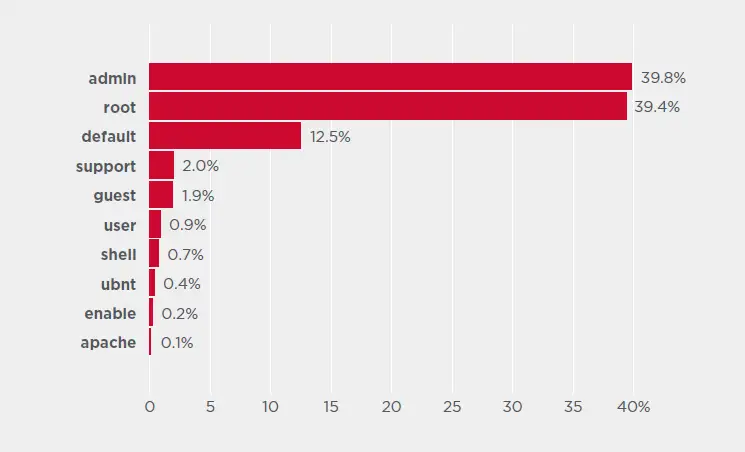 admin 39.8%
root 39.4%
default 12.5%
support 2.0%
guest 1.9%
user 0.9%
shell 0.7%
ubnt 0.4%
enable 0.2%
apache 0.1%
0 5 10 15 20 25 30 35 40%